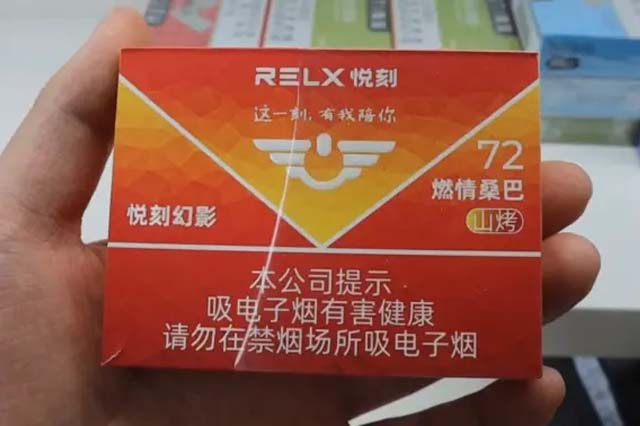 RELX 悦刻
这一刻, 有我陪你
72
燃情桑巴
山烤
悦刻幻影
本公司提示
吸电子烟有害健康
请勿在禁烟场所吸电子烟